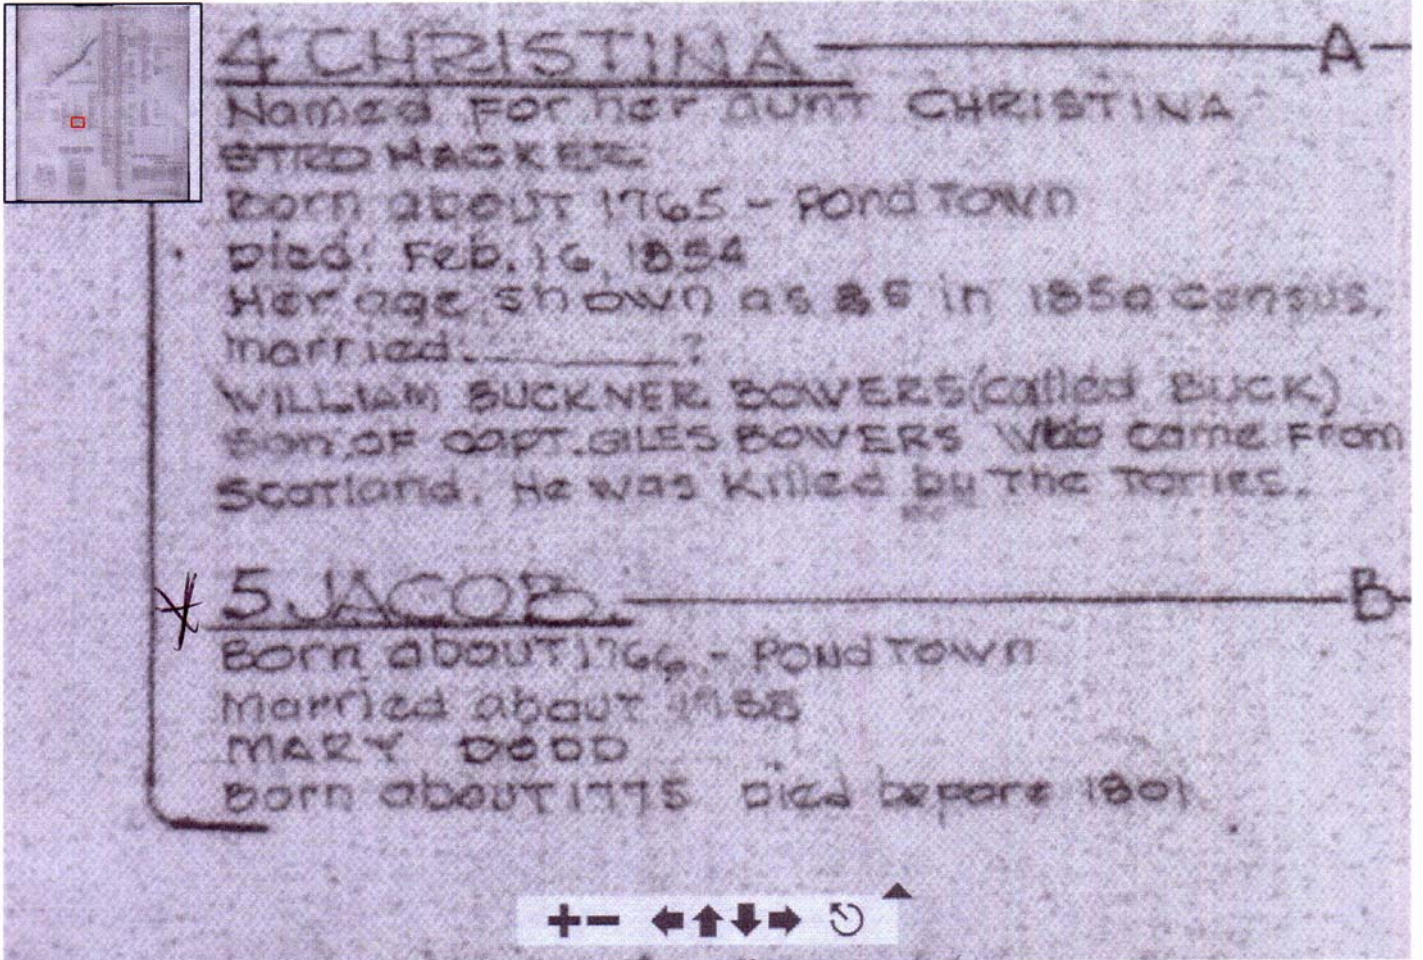 4 CHRISTINA A
Named For her aunt CHRISTINA
STROHACKER
Born about 1765 - Pond Town
Died: Feb. 16, 1854
Her age shown as 85 in 1850 census.
married. ________?
WILLIAM BUCKNER BOWERS (called BUCK)
Son. OF CAPT. GILES BOWERS who came From
Scotland. He was Killed by The Tories.
5 JACOB. B
Born about 1766 - POND TOWN
Married about 1788
MARY DODD
Born about 1775 Died before 1801